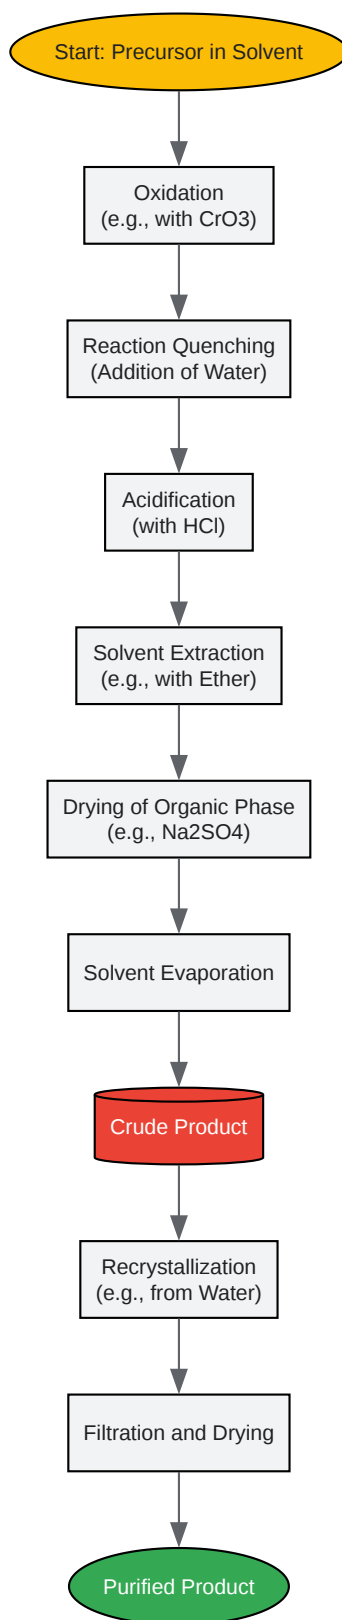 Start: Precursor in Solvent
Oxidation
(e.g., with CrO3)
Reaction Quenching
(Addition of Water)
Acidification
(with HCl)
Solvent Extraction
(e.g., with Ether)
Drying of Organic Phase
(e.g., Na2SO4)
Solvent Evaporation
Crude Product
Recrystallization
(e.g., from Water)
Filtration and Drying
Purified Product